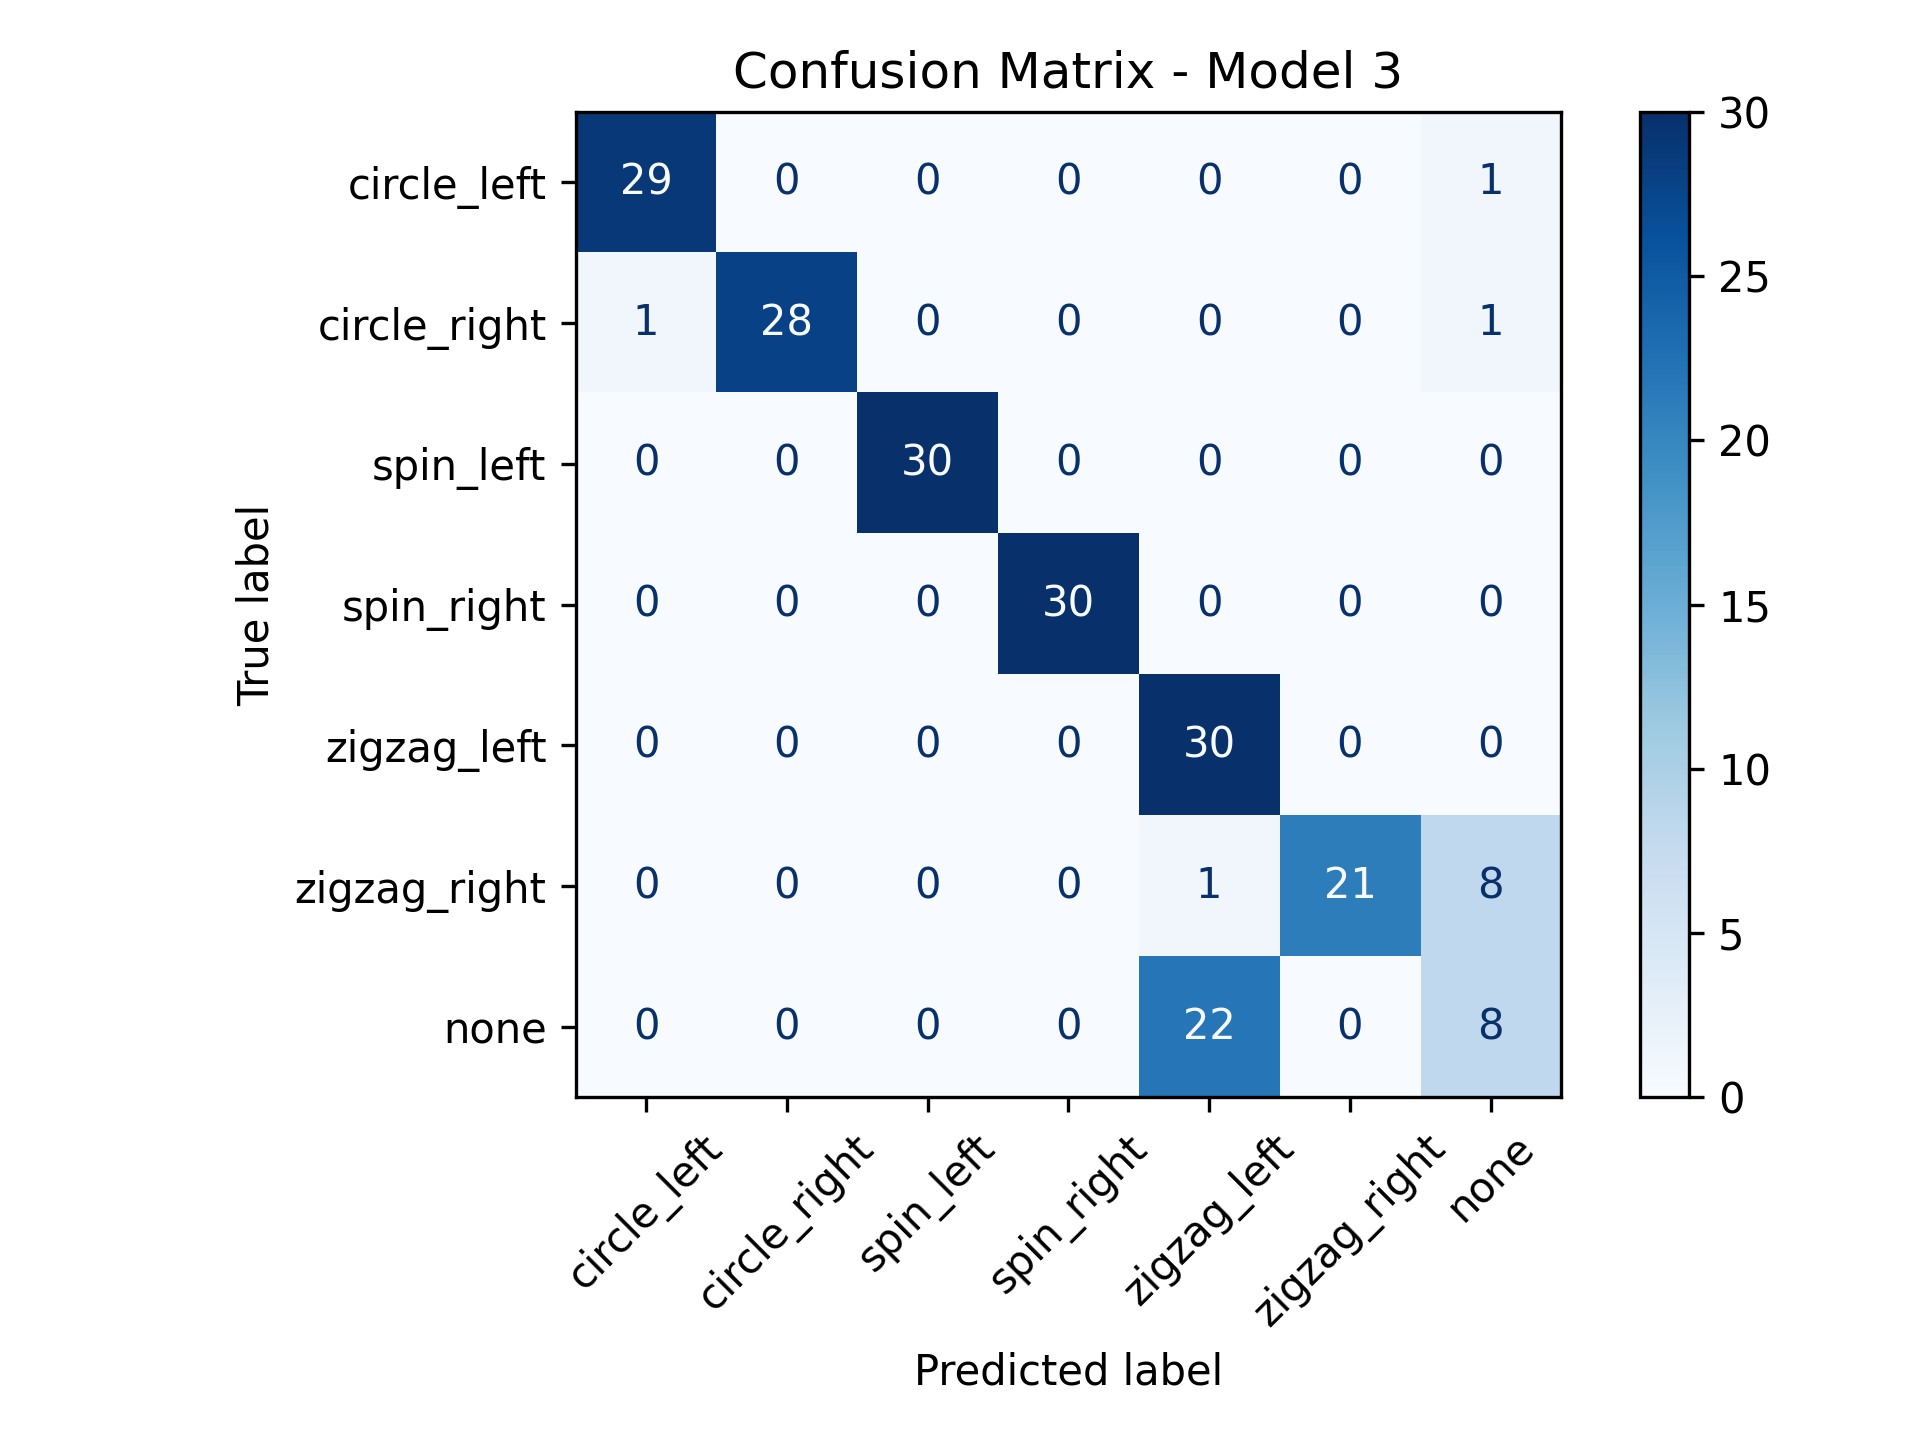 Confusion Matrix - Model 3
circle_left 29 0 0 0 0 0 1
circle_right 1 28 0 0 0 0 1
spin_left 0 0 30 0 0 0 0
spin_right 0 0 0 30 0 0 0
zigzag_left 0 0 0 0 30 0 0
zigzag_right 0 0 0 0 1 21 8
none 0 0 0 0 22 0 8
True label
circle_left circle_right spin_left spin_right zigzag_left zigzag_right none
Predicted label
30
25
20
15
10
5
0